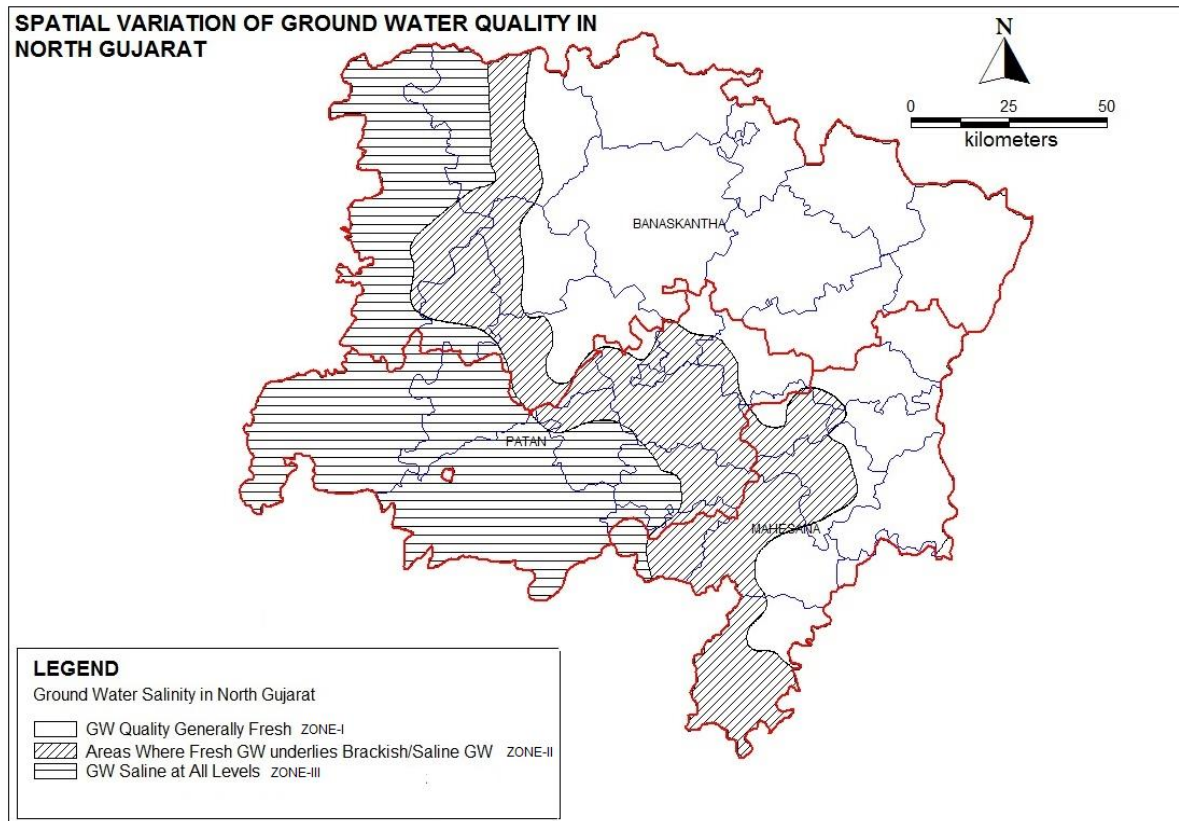 SPATIAL VARIATION OF GROUND WATER QUALITY IN
NORTH GUJARAT
N
0 25 50
kilometers
BANASKANTHA
PATAN
MAHESANA
LEGEND
Ground Water Salinity in North Gujarat
GW Quality Generally Fresh ZONE-I
Areas Where Fresh GW underlies Brackish/Saline GW ZONE-II
GW Saline at All Levels ZONE-III